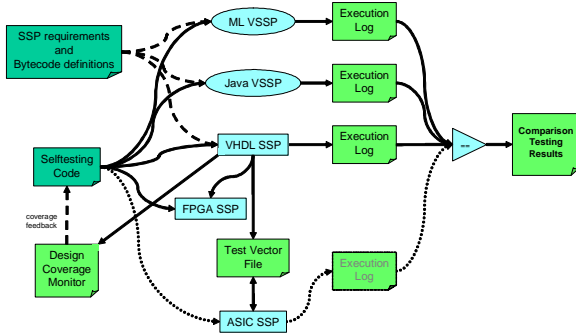 ML VSSP
Execution
Log
SSP requirements
and
Bytecode definitions
Java VSSP
Execution
Log
Selftesting
Code
VHDL SSP
Execution
Log
--
Comparison
Testing
Results
FPGA SSP
coverage
feedback
Design
Coverage
Monitor
Test Vector
File
Execution
Log
ASIC SSP